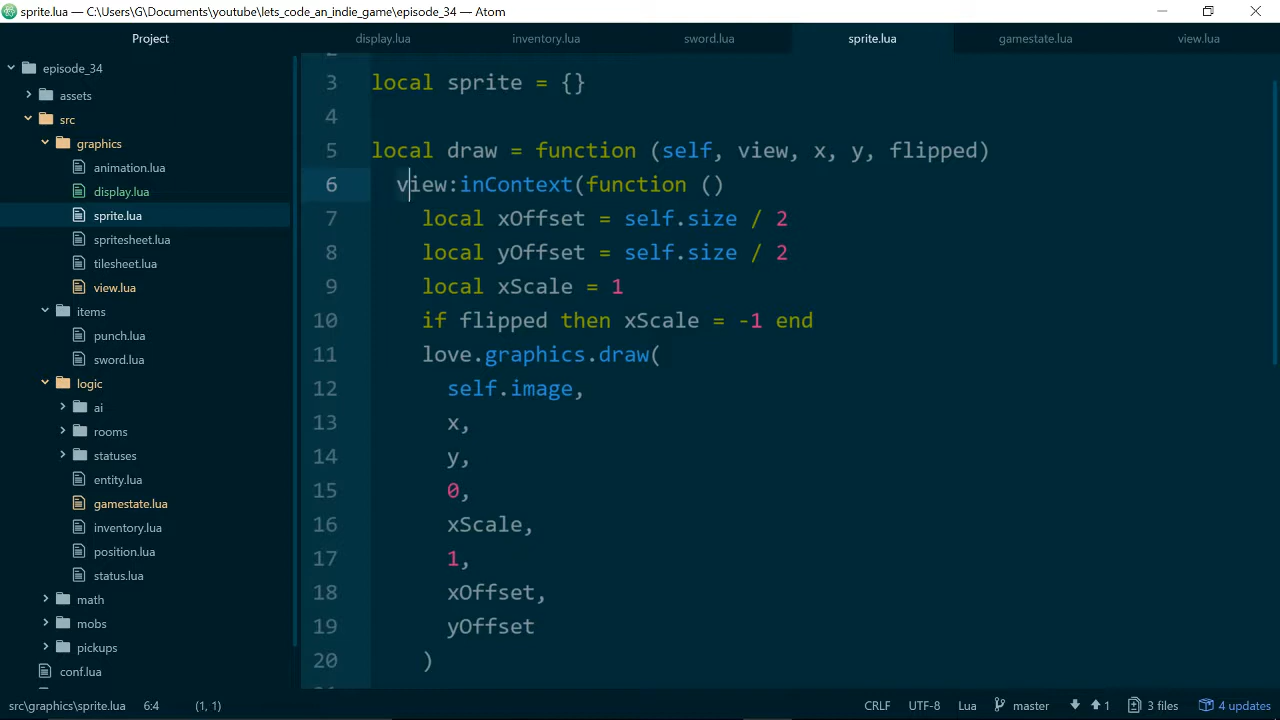 sprite.lua — C:\Users\G\Documents\youtube\lets_code_an_indie_game\episode_34 — Atom
Project
display.lua
inventory.lua
sword.lua
sprite.lua
gamestate.lua
view.lua
episode_34
assets
src
graphics
animation.lua
display.lua
sprite.lua
spritesheet.lua
tilesheet.lua
view.lua
items
punch.lua
sword.lua
logic
ai
rooms
statuses
entity.lua
gamestate.lua
inventory.lua
position.lua
status.lua
math
mobs
pickups
conf.lua
3 local sprite = {}
4
5 local draw = function (self, view, x, y, flipped)
6 view:inContext(function ()
7 local xOffset = self.size / 2
8 local yOffset = self.size / 2
9 local xScale = 1
10 if flipped then xScale = -1 end
11 love.graphics.draw(
12 self.image,
13 x,
14 y,
15 0,
16 xScale,
17 1,
18 xOffset,
19 yOffset
20 )
src\graphics\sprite.lua 6:4 (1, 1) CRLF UTF-8 Lua master 1 3 files 4 updates